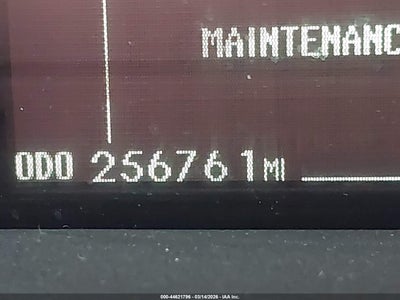 MAINTENANC
ODO 256761 MI
000-44621796 - 03/14/2026 - IAA Inc.